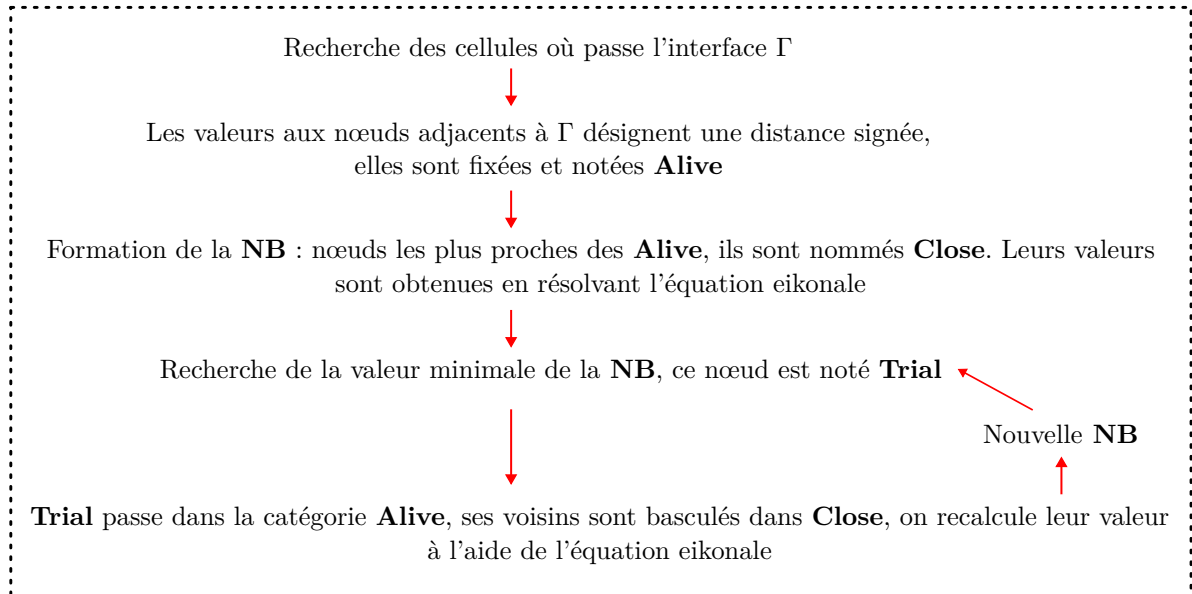 Recherche des cellules où passe l'interface Γ
Les valeurs aux nœuds adjacents à Γ désignent une distance signée,
elles sont fixées et notées Alive
Formation de la NB : nœuds les plus proches des Alive, ils sont nommés Close. Leurs valeurs
sont obtenues en résolvant l'équation eikonale
Recherche de la valeur minimale de la NB, ce nœud est noté Trial
Nouvelle NB
Trial passe dans la catégorie Alive, ses voisins sont basculés dans Close, on recalcule leur valeur
à l'aide de l'équation eikonale